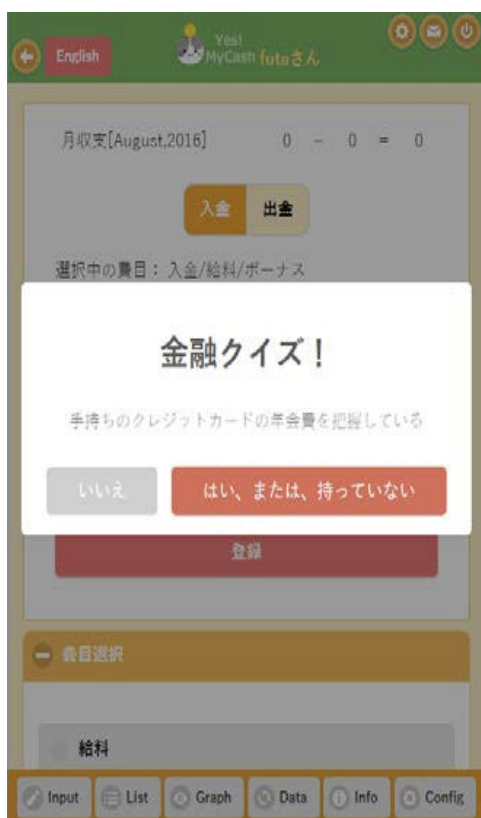 English
Yes!
MyCash futaさん
月収支[August,2016] 0 - 0 = 0
入金 出金
選択中の費目：入金/給料/ボーナス
金融クイズ！
手持ちのクレジットカードの年会費を把握している
いいえ はい、または、持っていない
登録
費目選択
給料
Input List Graph Data Info Config